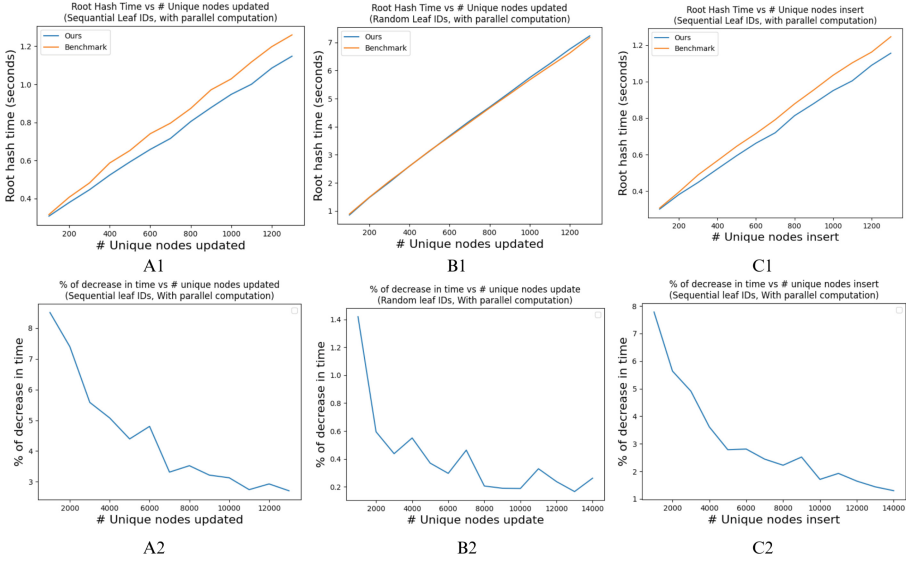 Root Hash Time vs # Unique nodes updated
(Sequential Leaf IDs, with parallel computation)
Root hash time (seconds)
1.2
1.0
0.8
0.6
0.4
Ours
Benchmark
200 400 600 800 1000 1200
# Unique nodes updated
A1
Root Hash Time vs # Unique nodes updated
(Random Leaf IDs, with parallel computation)
Root hash time (seconds)
7
6
5
4
3
2
1
Ours
Benchmark
200 400 600 800 1000 1200
# Unique nodes updated
B1
Root Hash Time vs # Unique nodes insert
(Sequential Leaf IDs, with parallel computation)
Root hash time (seconds)
1.2
1.0
0.8
0.6
0.4
Ours
Benchmark
200 400 600 800 1000 1200
# Unique nodes insert
C1
% of decrease in time vs # unique nodes updated
(Sequential leaf IDs, With parallel computation)
% of decrease in time
8
7
6
5
4
3
2000 4000 6000 8000 10000 12000
# Unique nodes updated
A2
% of decrease in time vs # unique nodes update
(Random leaf IDs, With parallel computation)
% of decrease in time
1.4
1.2
1.0
0.8
0.6
0.4
0.2
2000 4000 6000 8000 10000 12000 14000
# Unique nodes update
B2
% of decrease in time vs # unique nodes insert
(Sequential leaf IDs, With parallel computation)
% of decrease in time
8
7
6
5
4
3
2
1
2000 4000 6000 8000 10000 12000 14000
# Unique nodes insert
C2